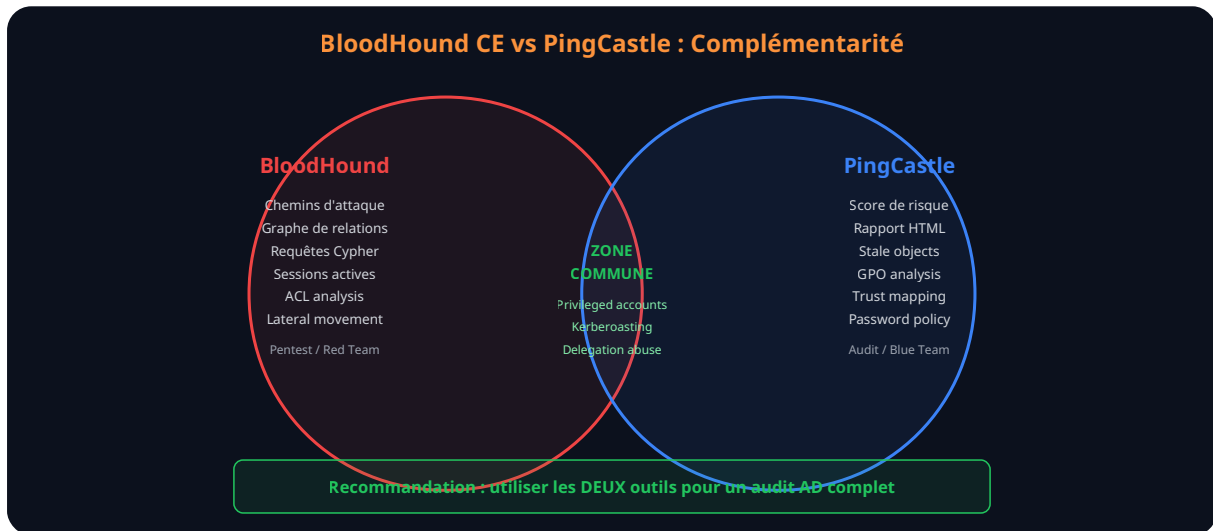 BloodHound CE vs PingCastle : Complémentarité
BloodHound
Chemins d'attaque
Graphe de relations
Requêtes Cypher
Sessions actives
ACL analysis
Lateral movement
Pentest / Red Team
ZONE
COMMUNE
Privileged accounts
Kerberoasting
Delegation abuse
PingCastle
Score de risque
Rapport HTML
Stale objects
GPO analysis
Trust mapping
Password policy
Audit / Blue Team
Recommandation : utiliser les DEUX outils pour un audit AD complet